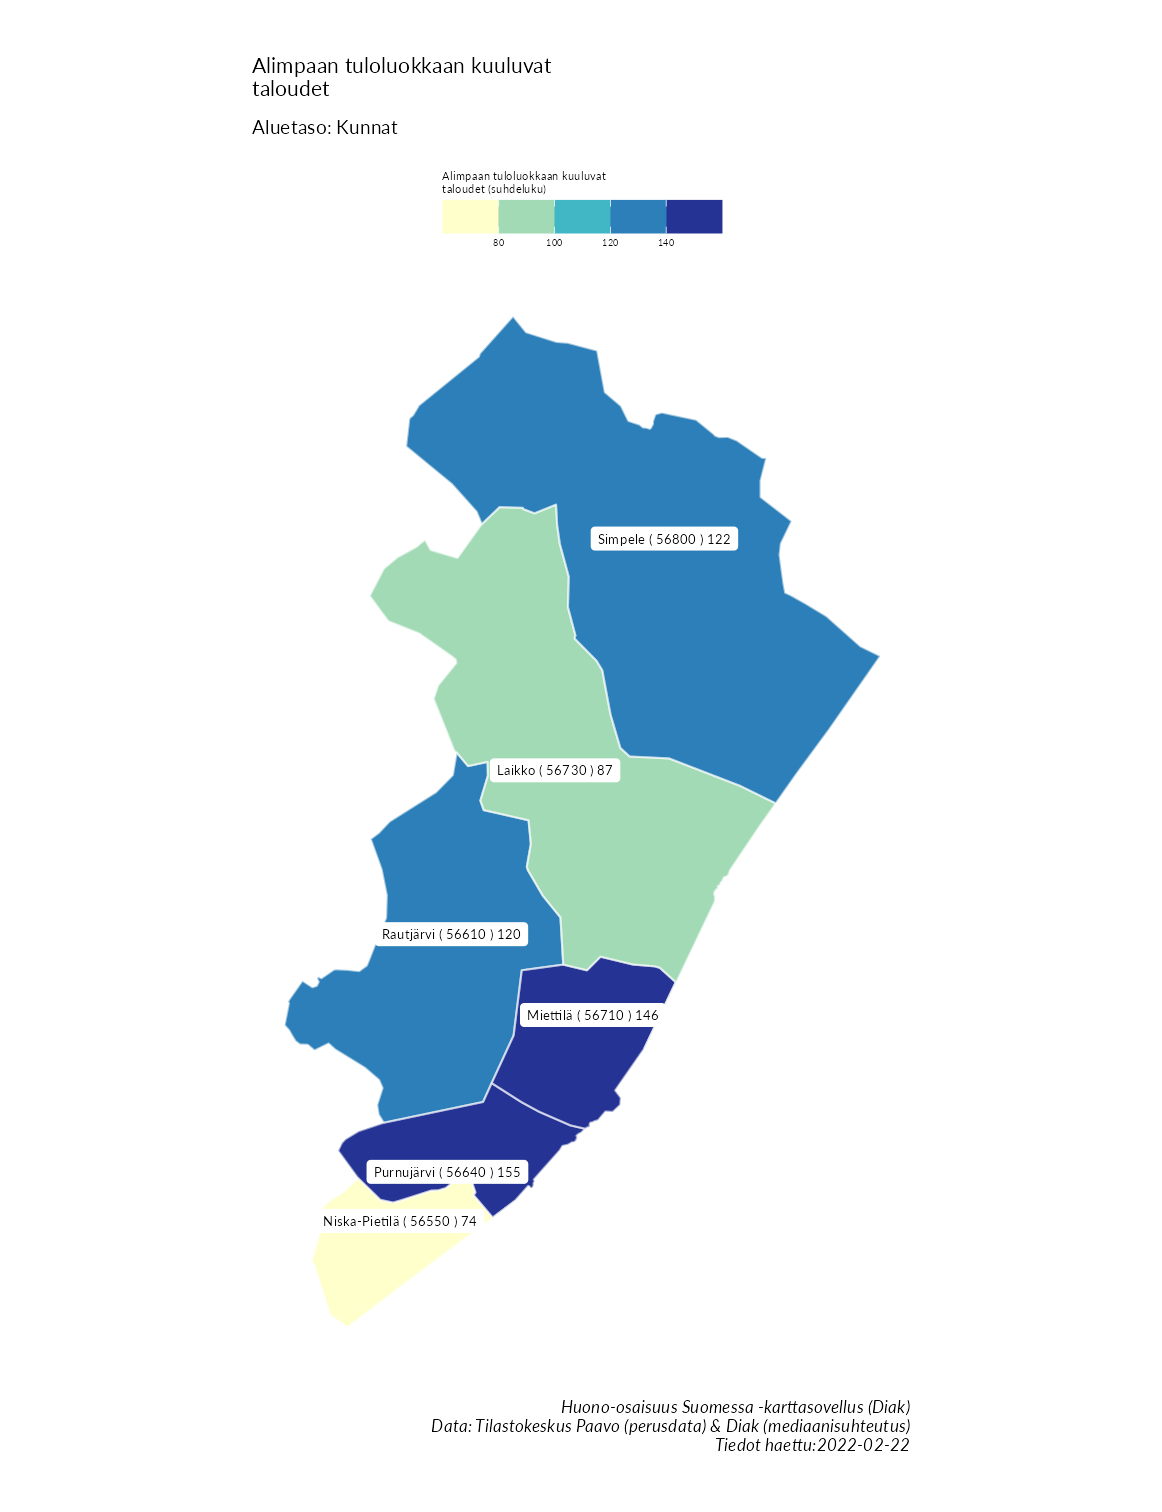 Alimpaan tuloluokkaan kuuluvat
taloudet
Aluetaso: Kunnat
Alimpaan tuloluokkaan kuuluvat
taloudet (suhdeluku)
80 100 120 140
Simpele ( 56800 ) 122
Laikko ( 56730 ) 87
Rautjärvi ( 56610 ) 120
Miettilä ( 56710 ) 146
Purnujärvi ( 56640 ) 155
Niska-Pietilä ( 56550 ) 74
Huono-osaisuus Suomessa -karttasovellus (Diak)
Data: Tilastokeskus Paavo (perusdata) & Diak (mediaanisuhteutus)
Tiedot haettu:2022-02-22